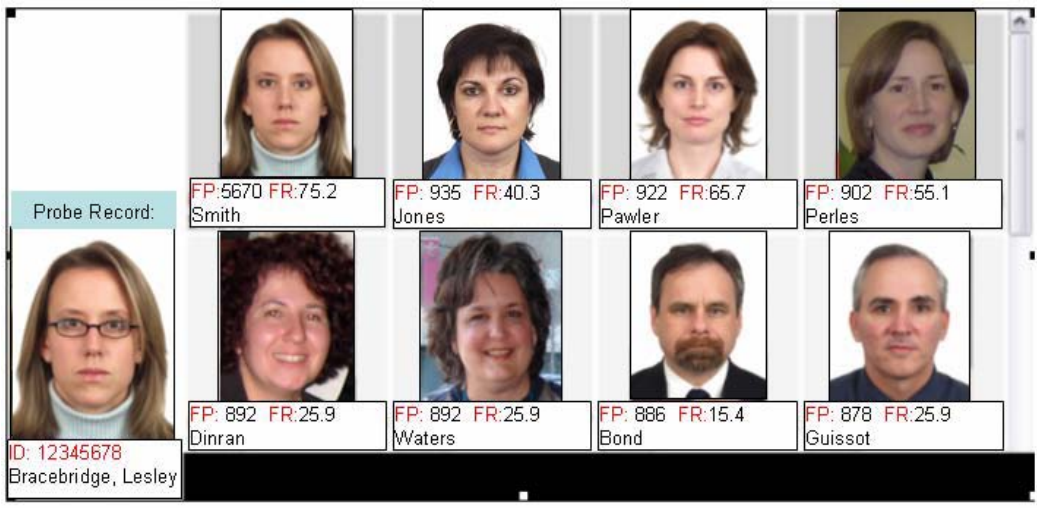 FP:5670 FR:75.2
Smith
FP: 935 FR:40.3
Jones
FP: 922 FR:65.7
Pawler
FP: 902 FR:55.1
Perles
Probe Record:
FP: 892 FR:25.9
Dinran
FP: 892 FR:25.9
Waters
FP: 886 FR:15.4
Bond
FP: 878 FR:25.9
Guissot
ID: 12345678
Bracebridge, Lesley